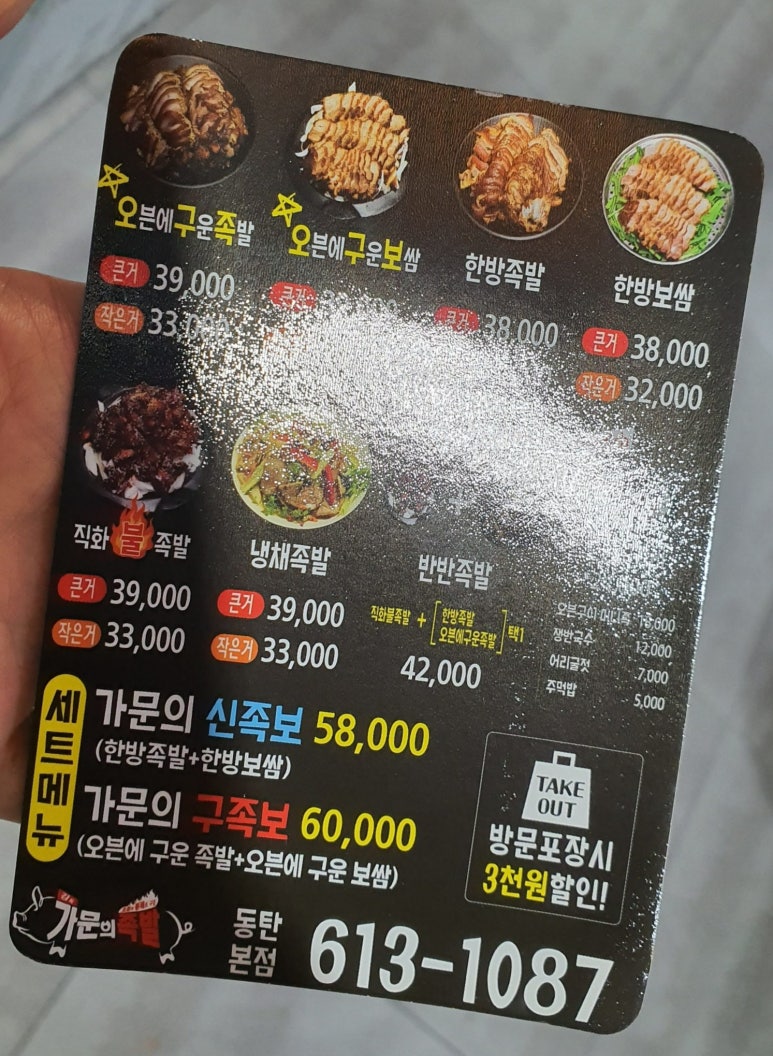 오븐에구운족발
큰거 39,000
작은거 33,000
오븐에구운보쌈
큰거
한방족발
큰거 38,000
한방보쌈
큰거 38,000
작은거 32,000
직화불족발
큰거 39,000
작은거 33,000
냉채족발
큰거 39,000
작은거 33,000
반반족발
직화불족발 + [한방족발
오븐에구운족발] 택1
42,000
쟁반국수 12,000
어리굴젓 7,000
주먹밥 5,000
세트메뉴
가문의 신족보 58,000
(한방족발+한방보쌈)
가문의 구족보 60,000
(오븐에 구운 족발+오븐에 구운 보쌈)
TAKE
OUT
방문포장시
3천원할인!
가문의족발
동탄
본점
613-1087